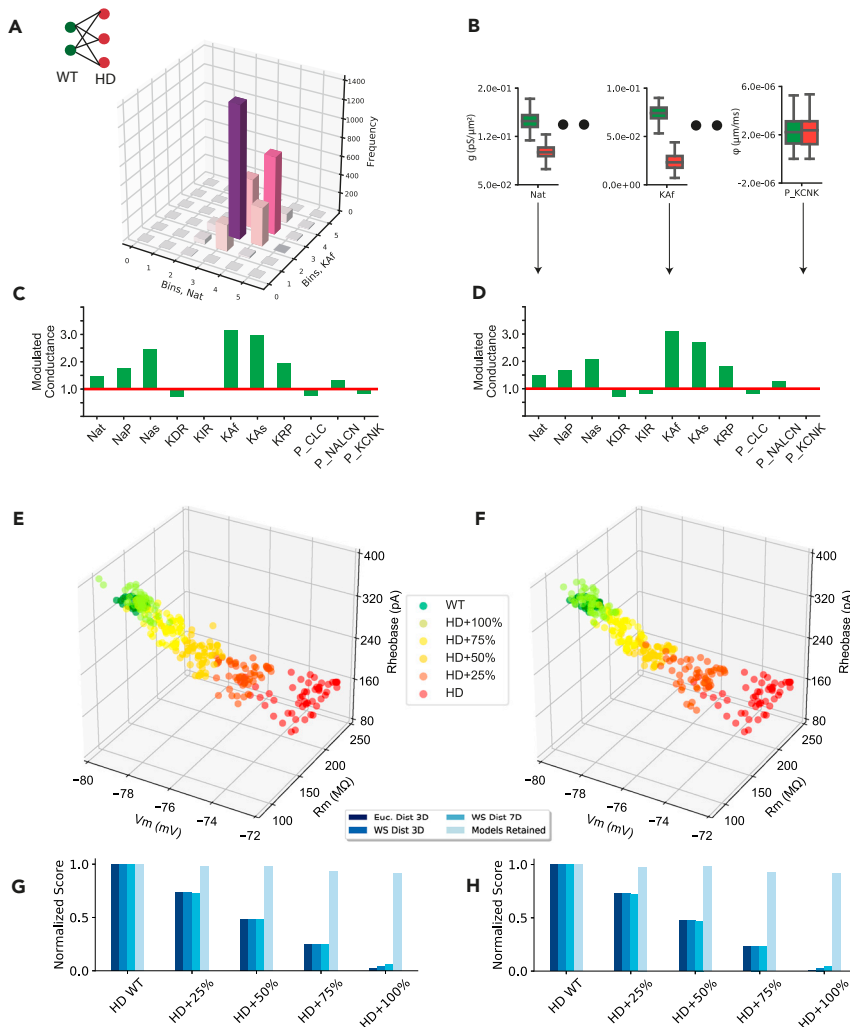 A
WT HD
1400
1200
1000
800
600
400
200
0
Frequency
0 1 2 3 4 5
Bins, Nat
0 1 2 3 4 5
Bins, KAf
B
g (pS/μm²)
2.0e-01
1.2e-01
5.0e-02
Nat
1.0e-01
5.0e-02
0.0e+00
KAf
φ (μm/ms)
6.0e-06
2.0e-06
-2.0e-06
P_KCNK
C
Modulated
Conductance
3.0
2.0
1.0
Nat NaP Nas KDR KIR KAf KAs KRP P_CLC P_NALCN P_KCNK
D
Modulated
Conductance
3.0
2.0
1.0
Nat NaP Nas KDR KIR KAf KAs KRP P_CLC P_NALCN P_KCNK
E
400
320
240
160
80
Rheobase (pA)
−80 −78 −76 −74 −72
Vm (mV)
100 150 200 250
Rm (MΩ)
WT
HD+100%
HD+75%
HD+50%
HD+25%
HD
F
400
320
240
160
80
Rheobase (pA)
−80 −78 −76 −74 −72
Vm (mV)
100 150 200 250
Rm (MΩ)
Euc. Dist 3D WS Dist 7D
WS Dist 3D Models Retained
G
Normalized Score
1.0
0.5
0.0
HD WT HD+25% HD+50% HD+75% HD+100%
H
Normalized Score
1.0
0.5
0.0
HD WT HD+25% HD+50% HD+75% HD+100%